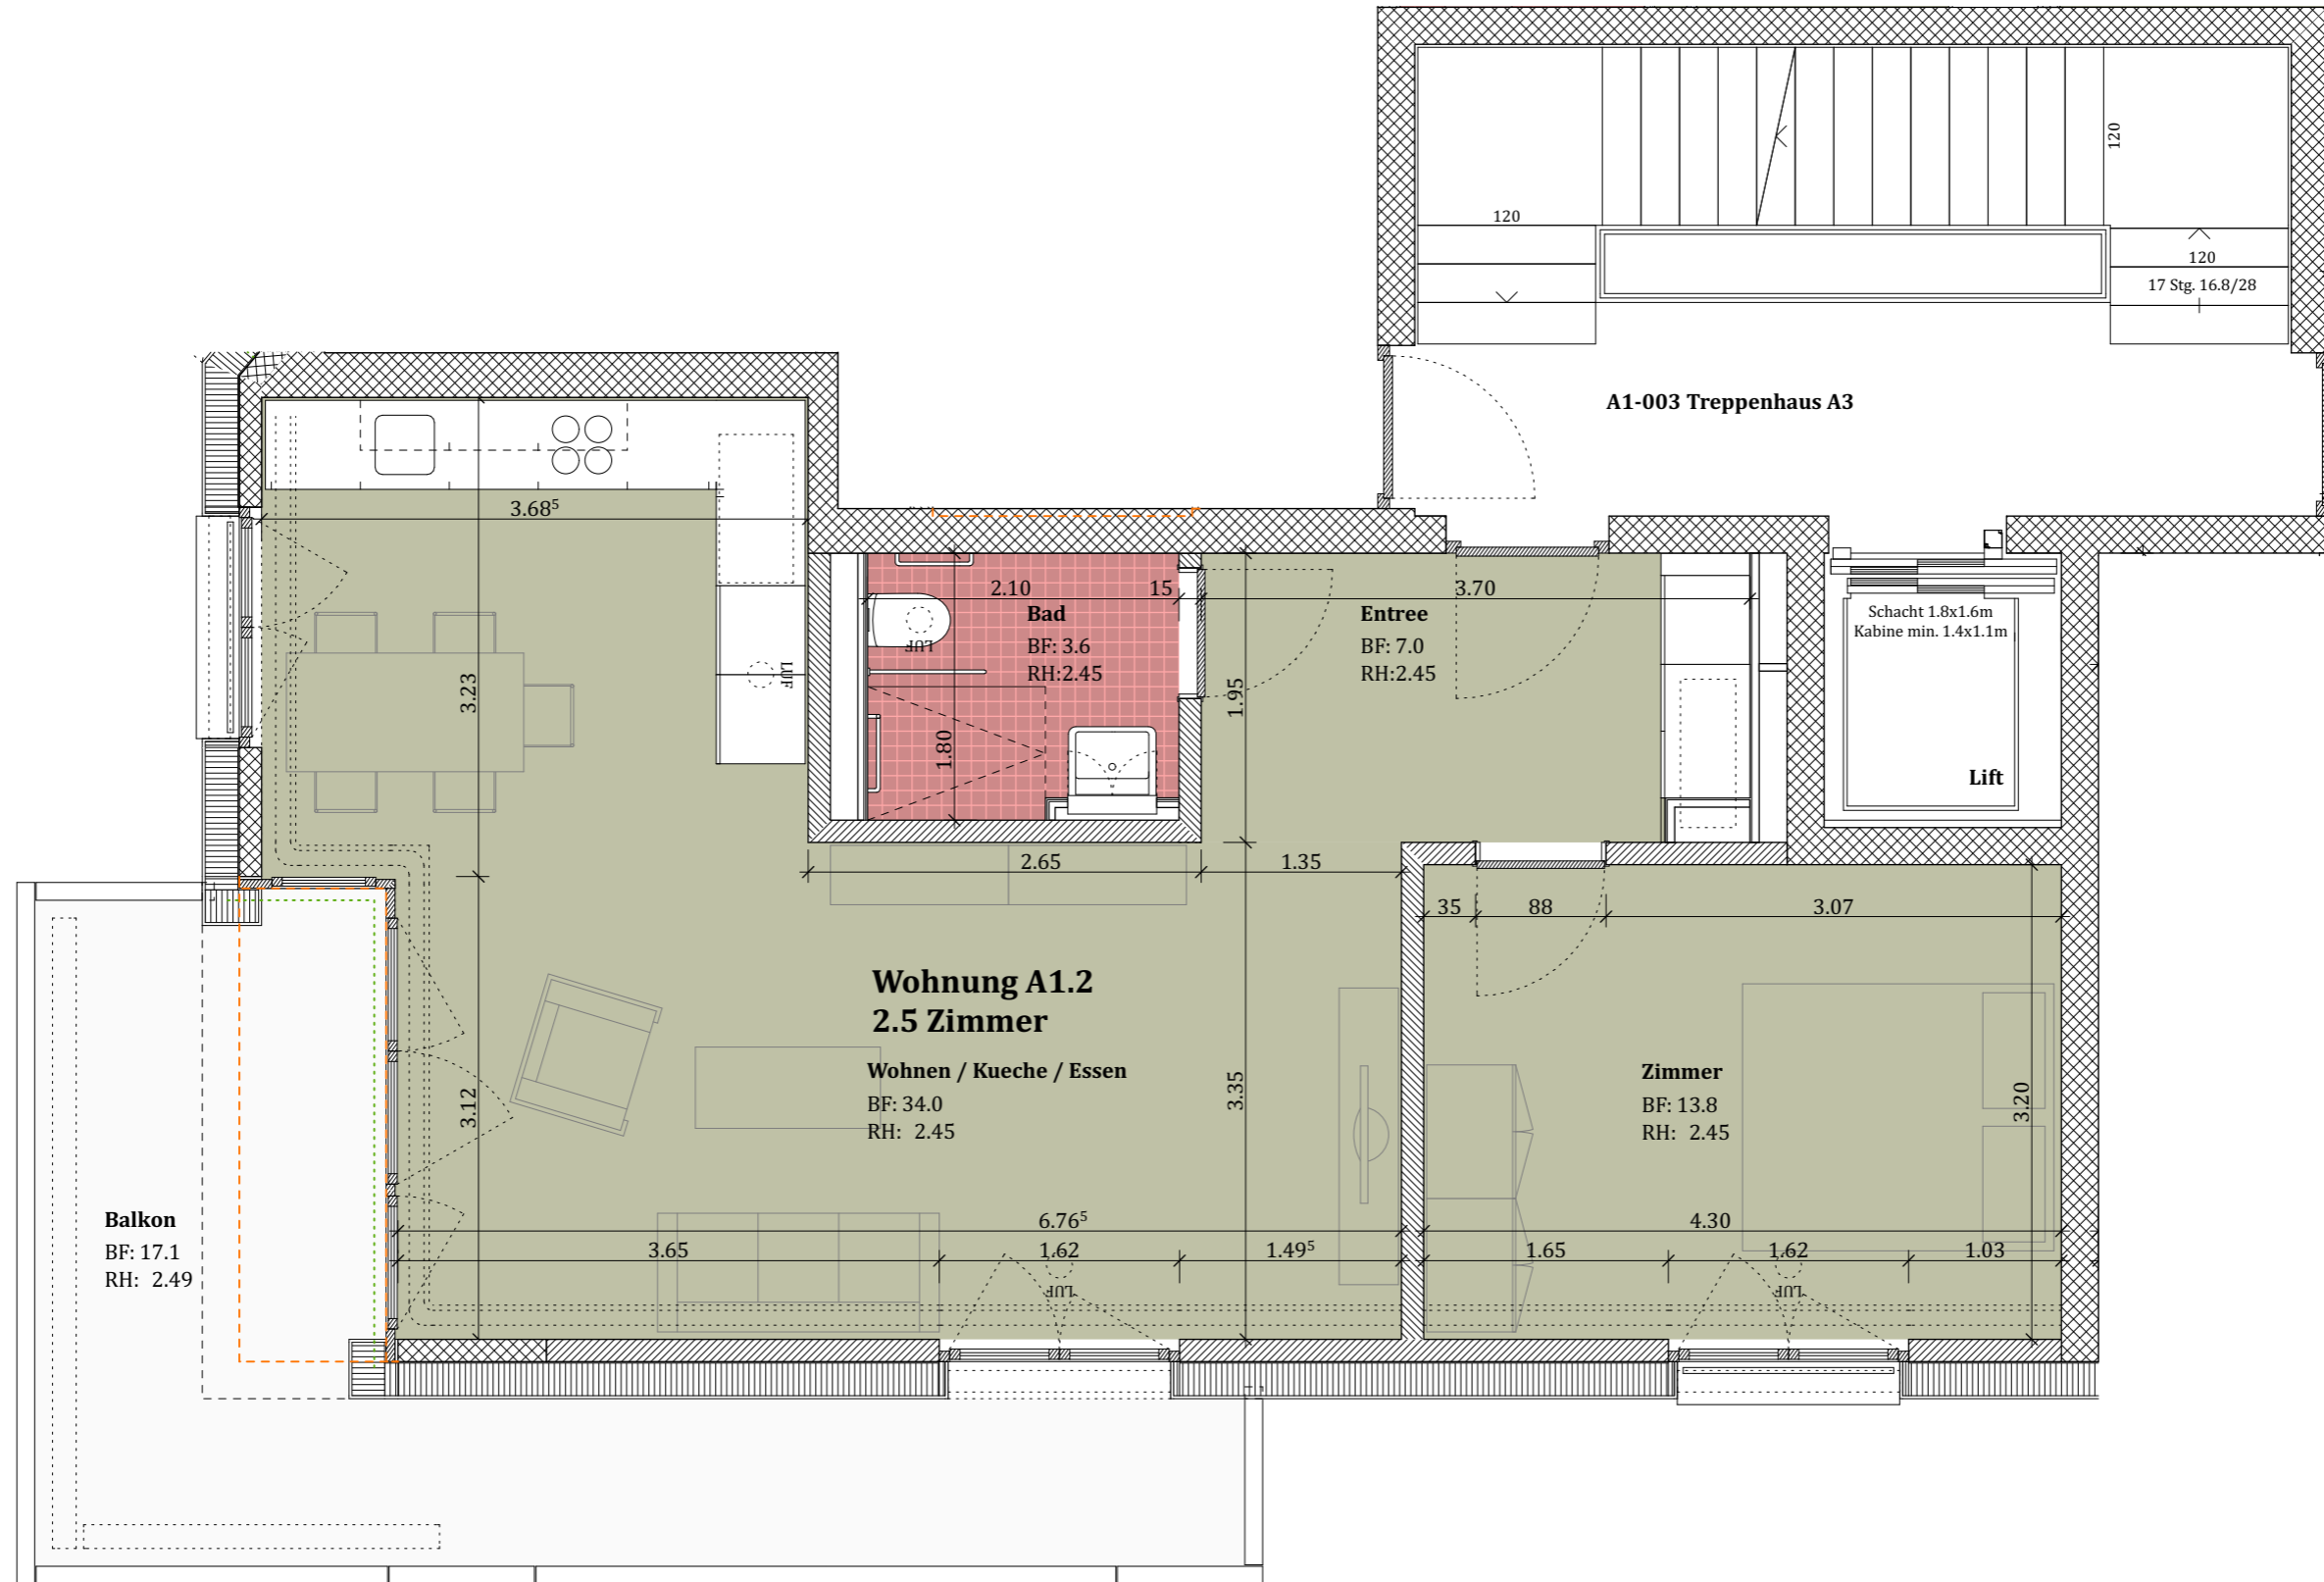 120
120
120
17 Stg. 16.8/28
A1-003 Treppenhaus A3
3.68⁵
2.10
15
3.70
Bad
BF: 3.6
RH:2.45
Entree
BF: 7.0
RH:2.45
Schacht 1.8x1.6m
Kabine min. 1.4x1.1m
Lift
LUF
LUF
3.23
1.80
1.95
2.65
1.35
35
88
3.07
Wohnung A1.2
2.5 Zimmer
Wohnen / Kueche / Essen
BF: 34.0
RH: 2.45
Zimmer
BF: 13.8
RH: 2.45
3.12
3.35
3.20
Balkon
BF: 17.1
RH: 2.49
6.76⁵
4.30
3.65
1.62
1.49⁵
1.65
1.62
1.03
LUF
LUF